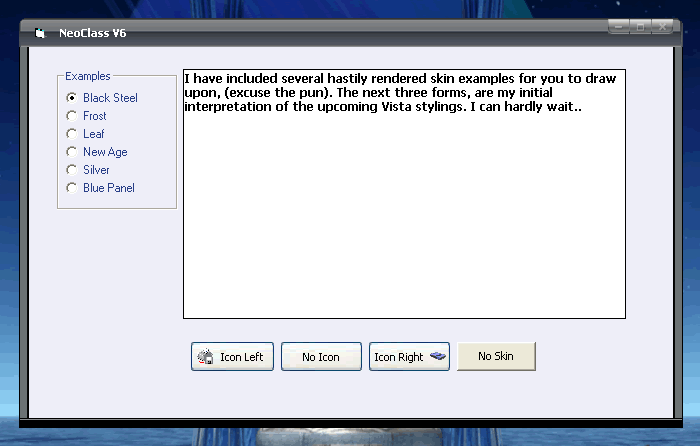 NeoClass V6
Examples
Black Steel
Frost
Leaf
New Age
Silver
Blue Panel
I have included several hastily rendered skin examples for you to draw
upon, (excuse the pun). The next three forms, are my initial
interpretation of the upcoming Vista stylings. I can hardly wait..
Icon Left
No Icon
Icon Right
No Skin